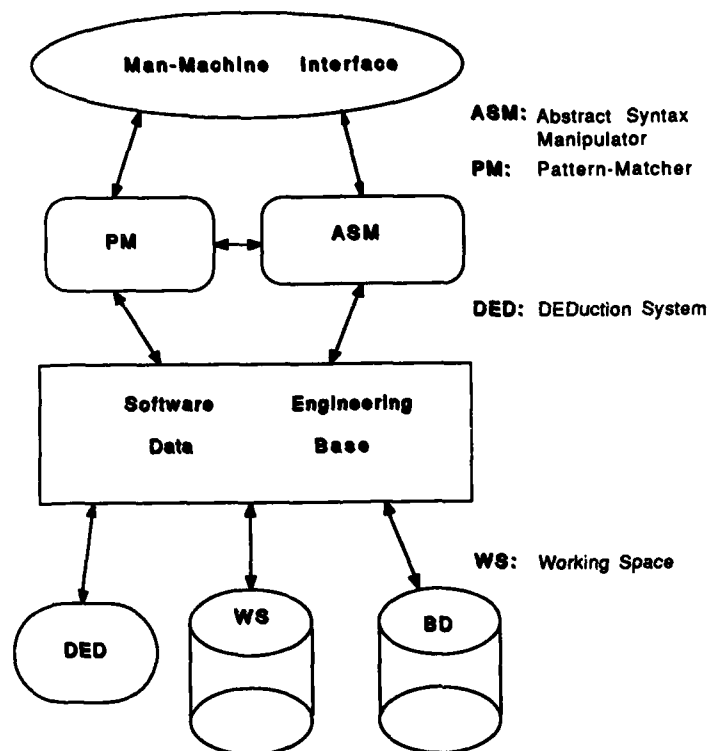 Man-Machine Interface
ASM: Abstract Syntax
Manipulator
PM: Pattern-Matcher
PM
ASM
DED: DEDuction System
Software Engineering
Data Base
WS: Working Space
DED
WS
BD